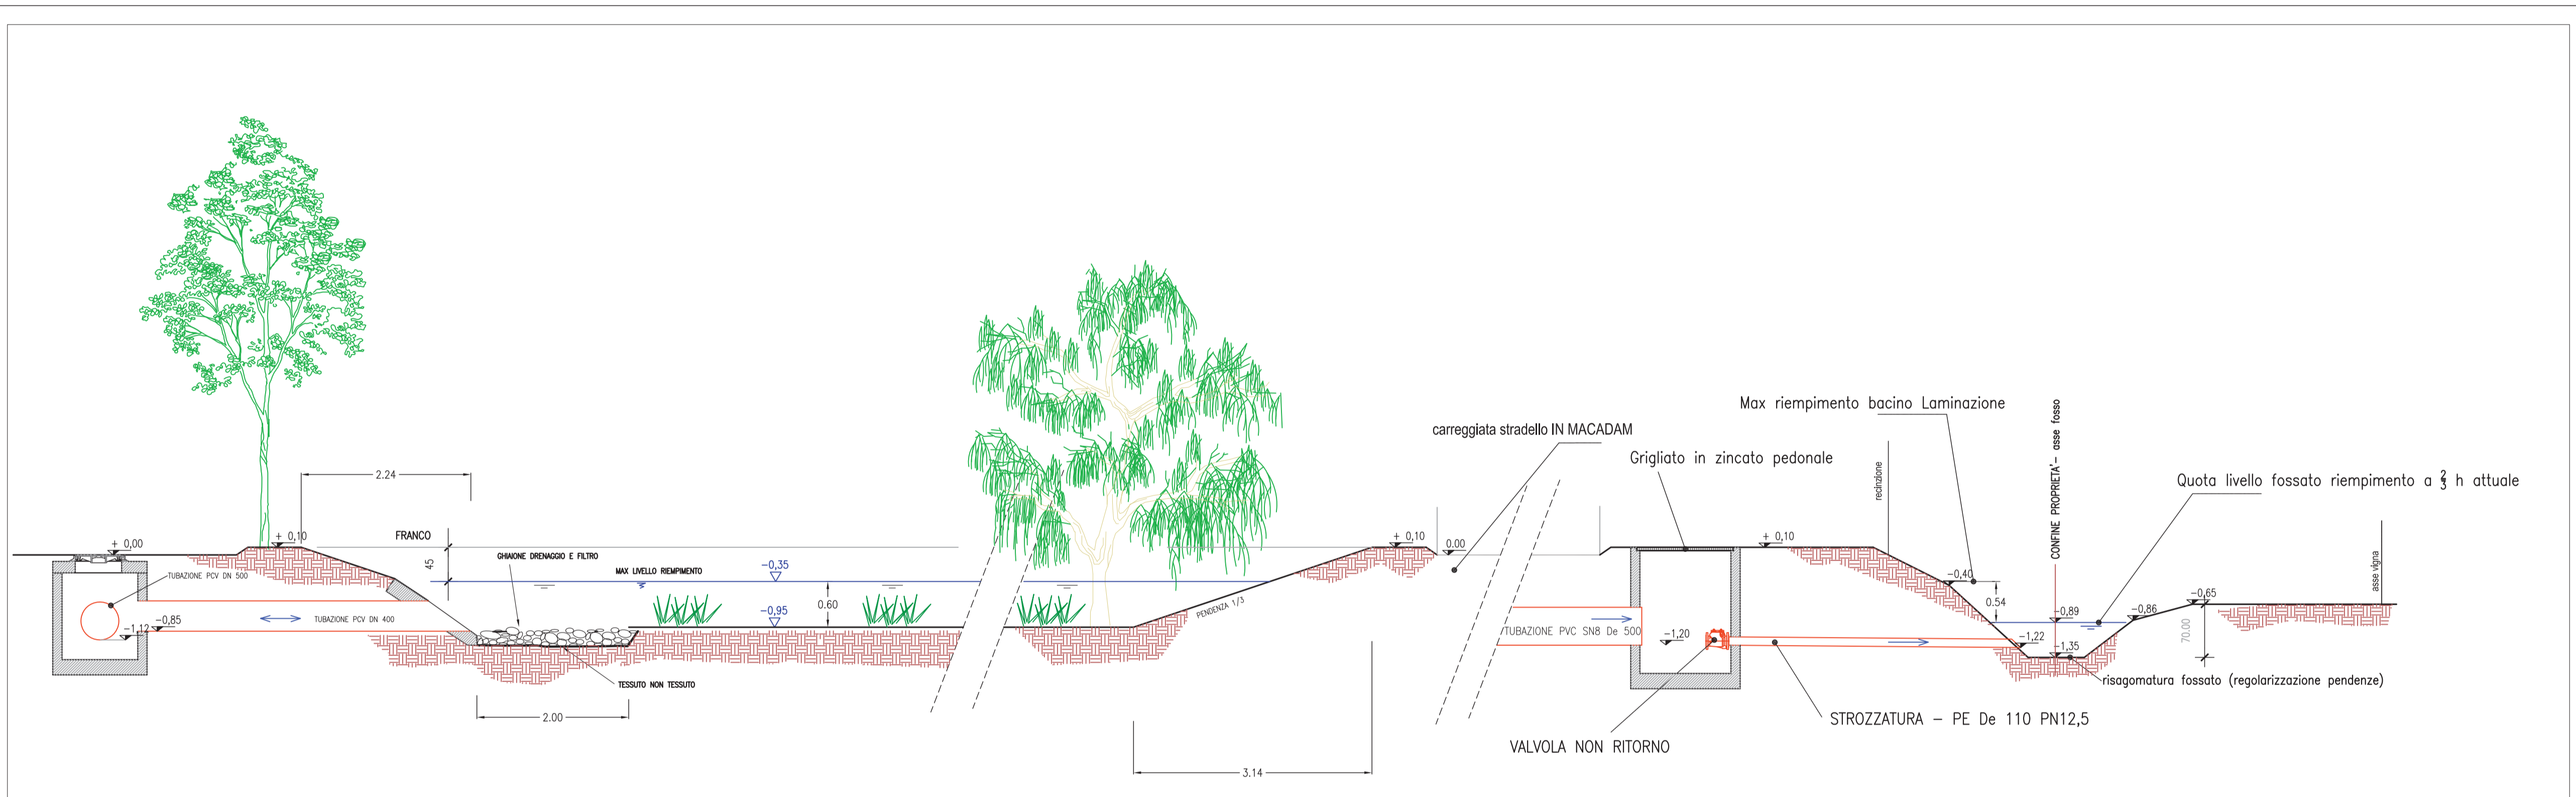 + 0,00
TUBAZIONE PCV DN 500
-1,12
-0,85
TUBAZIONE PCV DN 400
+ 0,10
2.24
FRANCO
45
GHIAIONE DRENAGGIO E FILTRO
MAX LIVELLO RIEMPIMENTO
-0,35
-0,95
0.60
TESSUTO NON TESSUTO
2.00
PENDENZA 1/3
3.14
+ 0,10
0.00
carreggiata stradello IN MACADAM
Grigliato in zincato pedonale
TUBAZIONE PVC SN8 De 500
-1,20
VALVOLA NON RITORNO
+ 0,10
STROZZATURA - PE De 110 PN12,5
recinzione
Max riempimento bacino Laminazione
-0,40
0.54
CONFINE PROPRIETA'- asse fosso
-0,89
-1,22
-1,35
-0,86
-0,65
70.00
Quota livello fossato riempimento a 2/3 h attuale
risagomatura fossato (regolarizzazione pendenze)
asse vigna